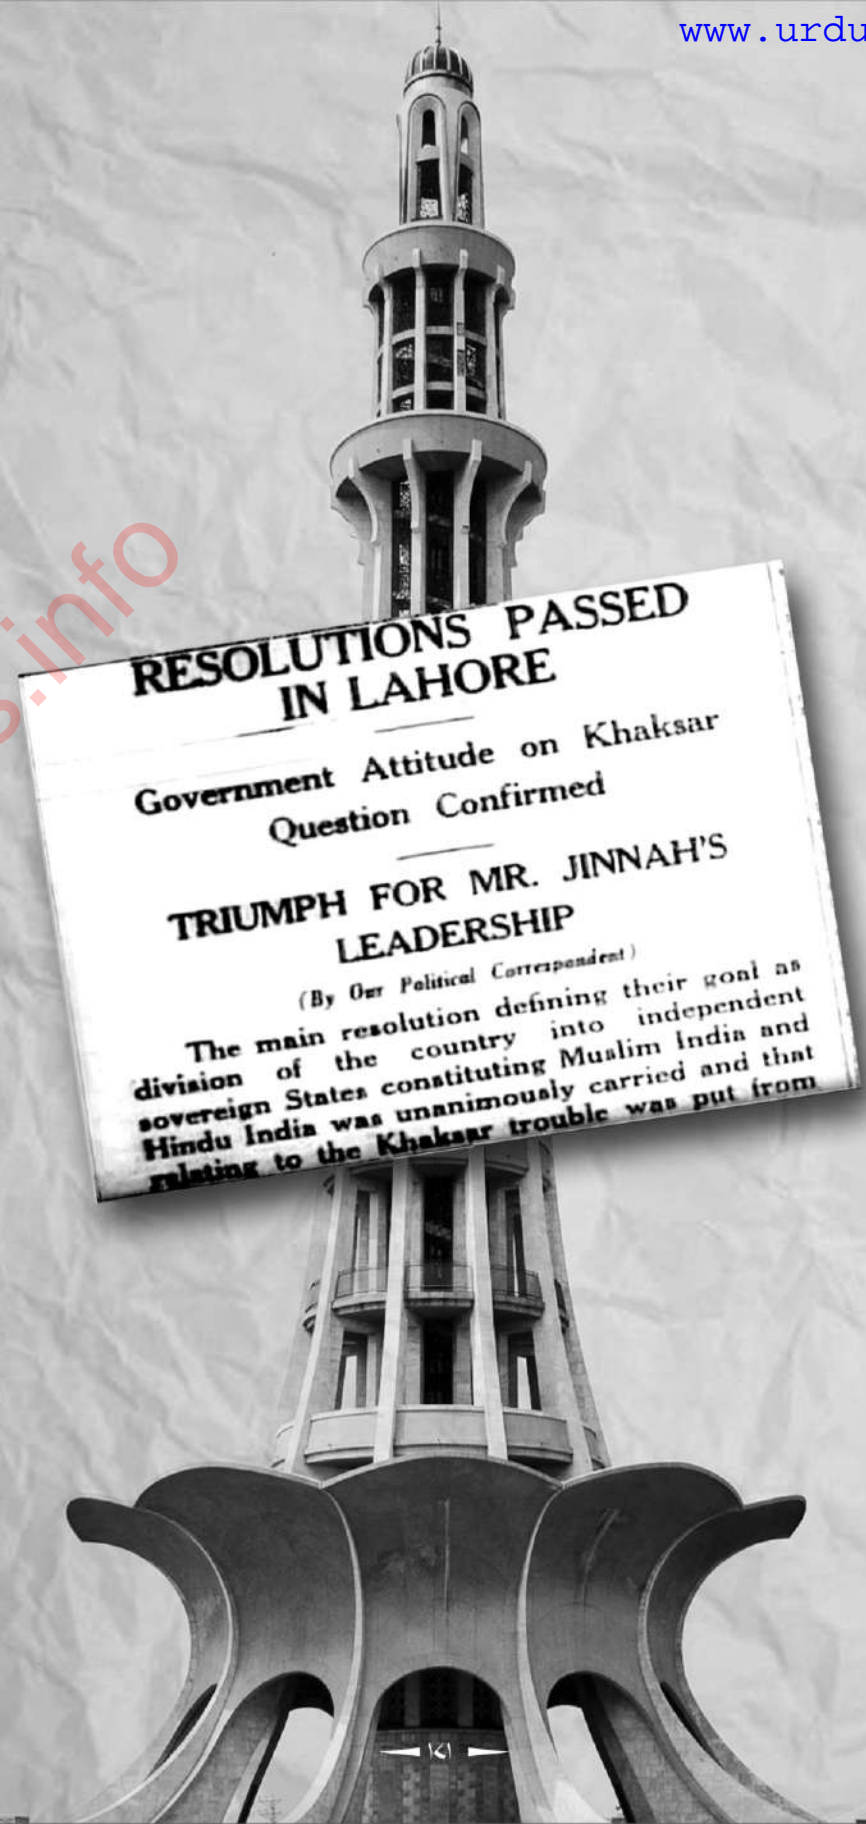 www.urdu
s.info
RESOLUTIONS PASSED
IN LAHORE
Government Attitude on Khaksar
Question Confirmed
TRIUMPH FOR MR. JINNAH'S
LEADERSHIP
(By Our Political Correspondent)
The main resolution defining their goal as
division of the country into independent
sovereign States constituting Muslim India and
Hindu India was unanimously carried and that
relating to the Khaksar trouble was put from
۱۷۱